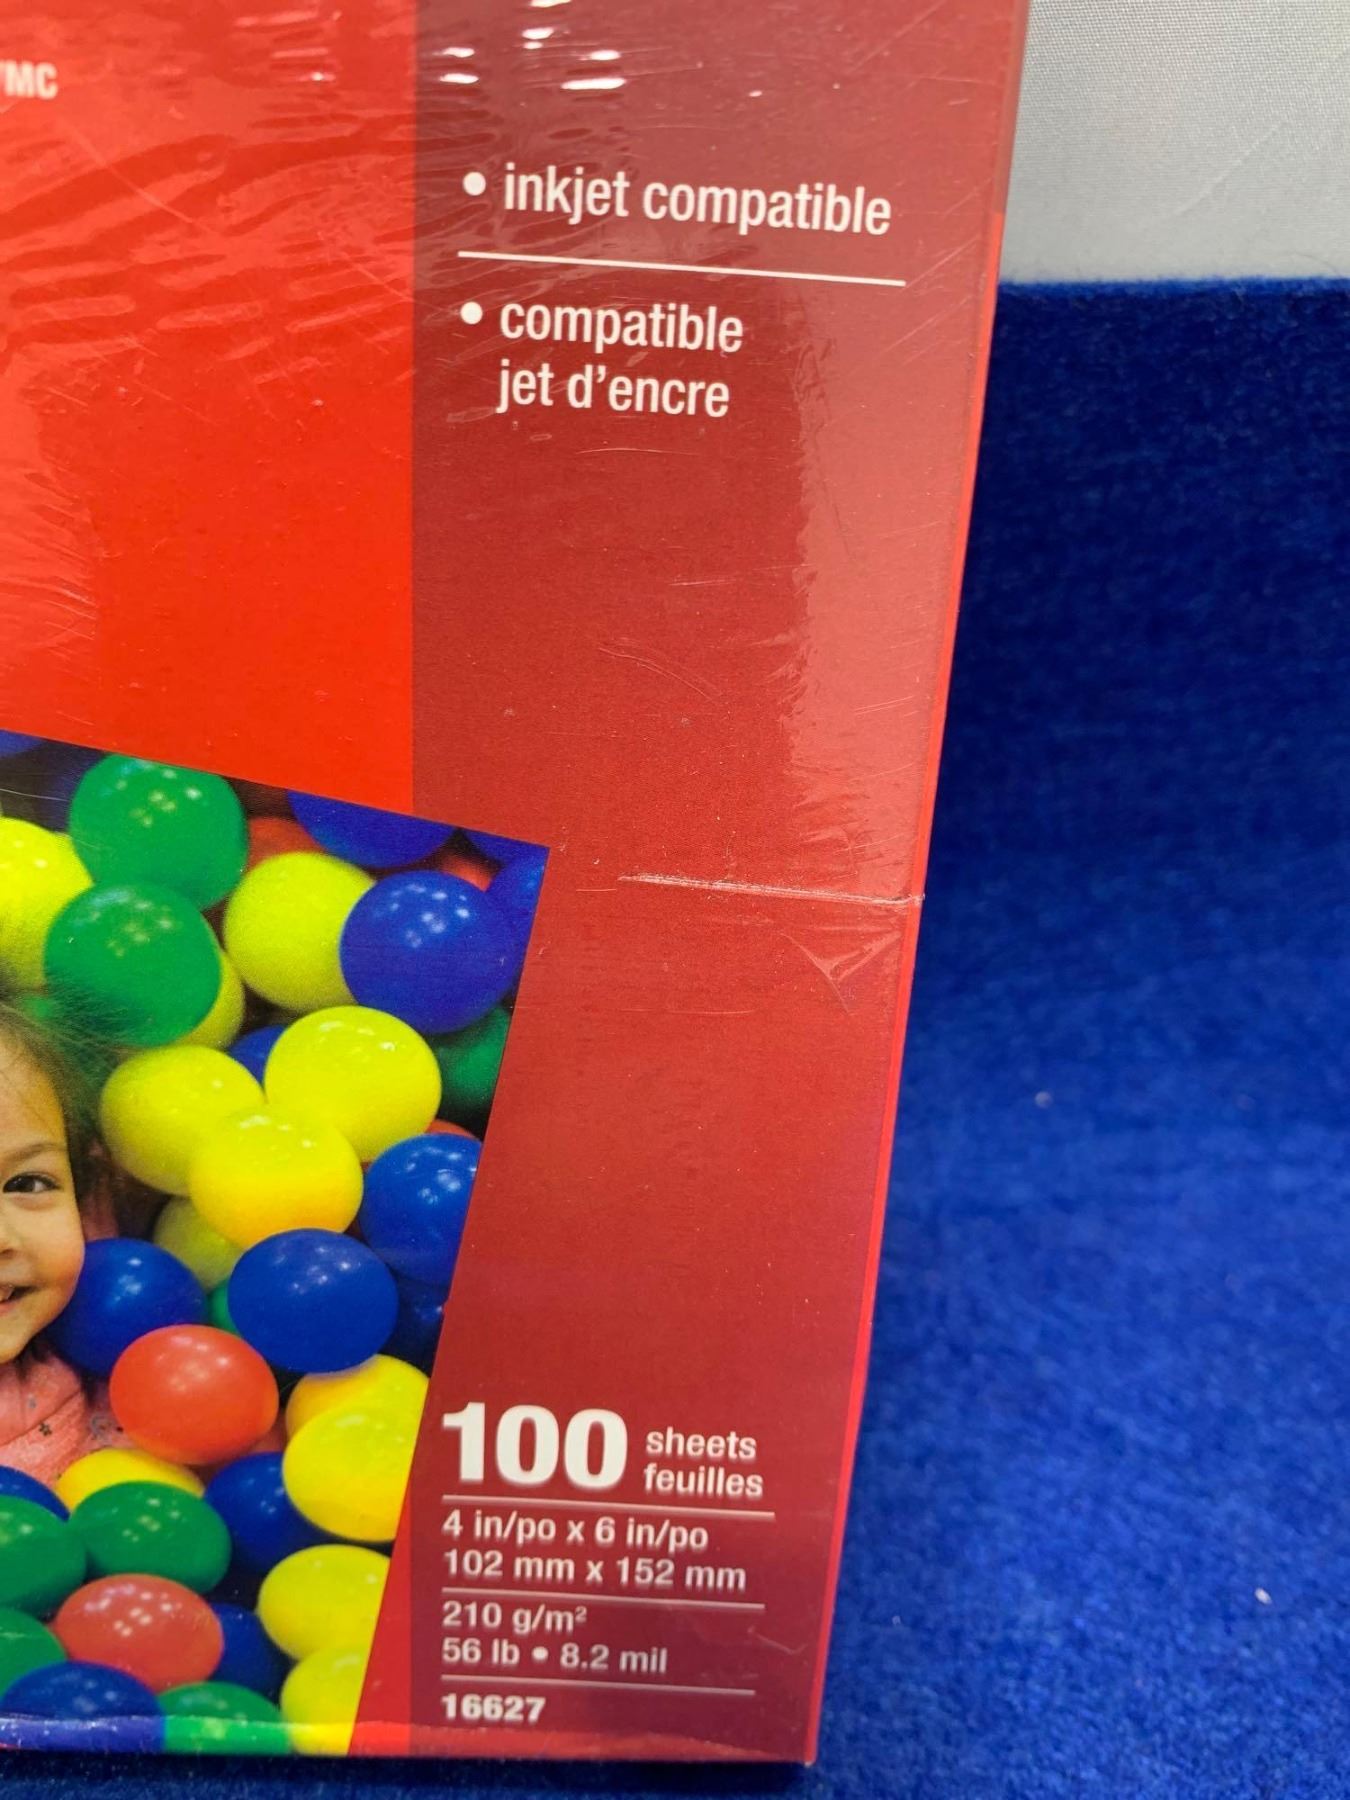 MC
• inkjet compatible
• compatible
jet d'encre
100 sheets
feuilles
4 in/po x 6 in/po
102 mm x 152 mm
210 g/m²
56 lb • 8.2 mil
16627